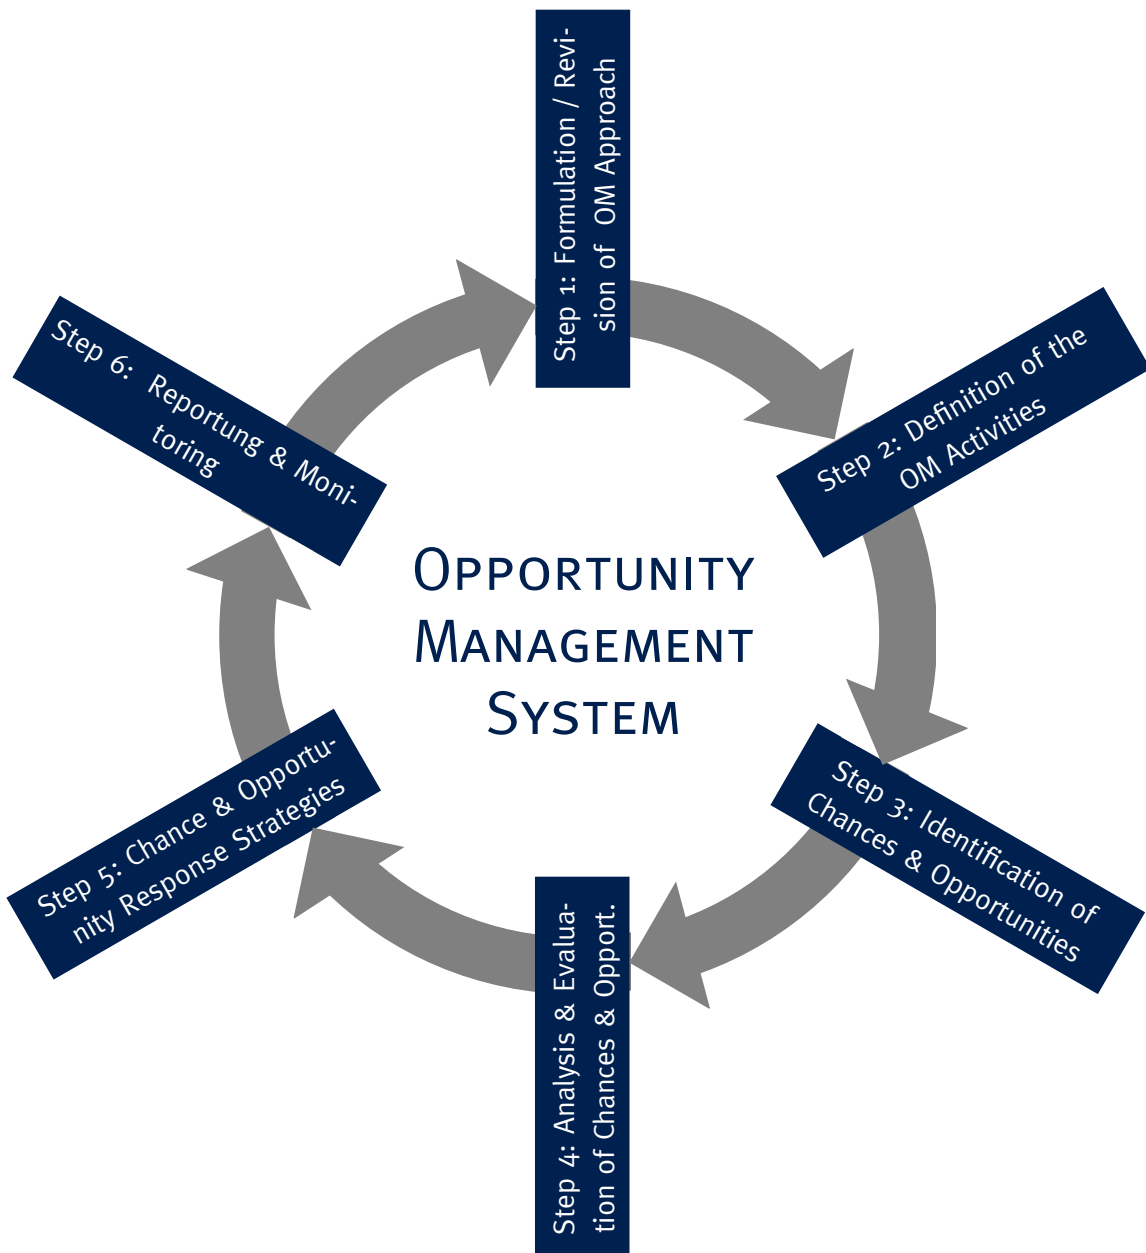 Step 1: Formulation / Revi-
sion of OM Approach
Step 2: Definition of the
OM Activities
Step 3: Identification of
Chances & Opportunities
Step 4: Analysis & Evalua-
tion of Chances & Opport.
Step 5: Chance & Opportu-
nity Response Strategies
Step 6: Reportung & Moni-
toring
OPPORTUNITY
MANAGEMENT
SYSTEM